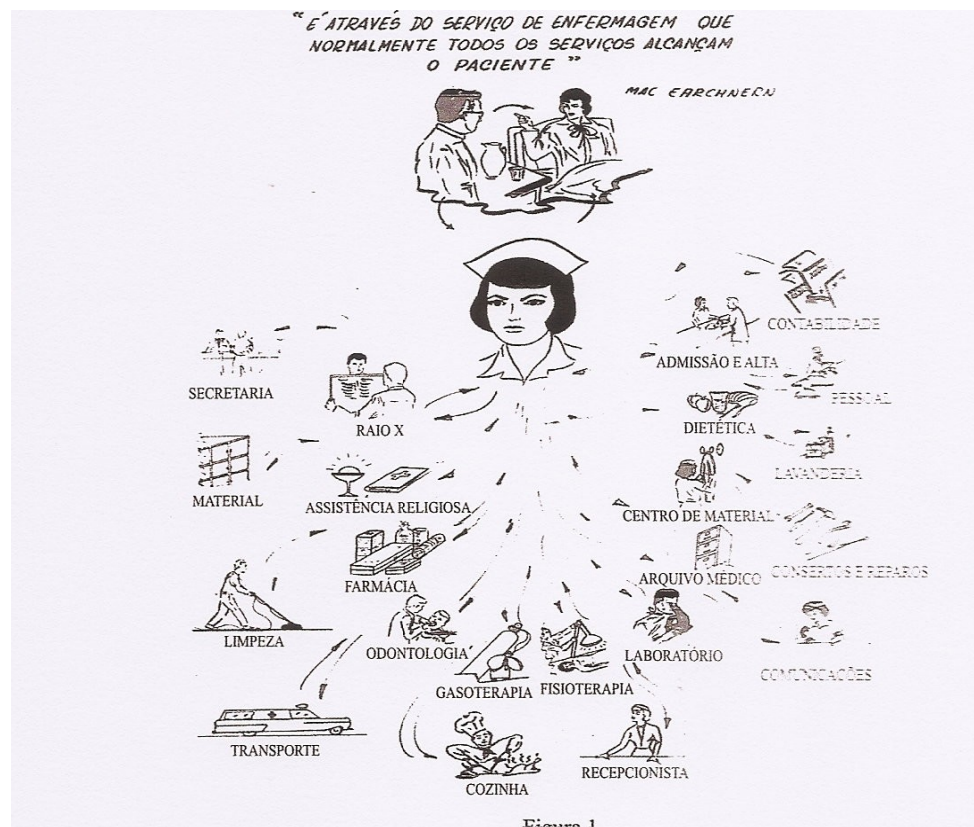 " É ATRAVÉS DO SERVIÇO DE ENFERMAGEM QUE
NORMALMENTE TODOS OS SERVIÇOS ALCANÇAM
O PACIENTE "
MAC EARCHNERN
CONTABILIDADE
ADMISSÃO E ALTA
SECRETARIA
PESSOAL
RAIO X
DIETÉTICA
LAVANDERIA
MATERIAL
ASSISTÊNCIA RELIGIOSA
CENTRO DE MATERIAL
CONSERTOS E REPAROS
ARQUIVO MÉDICO
FARMÁCIA
LIMPEZA
ODONTOLOGIA
LABORATÓRIO
COMUNICAÇÕES
GASOTERAPIA
FISIOTERAPIA
TRANSPORTE
RECEPCIONISTA
COZINHA
Figura 1